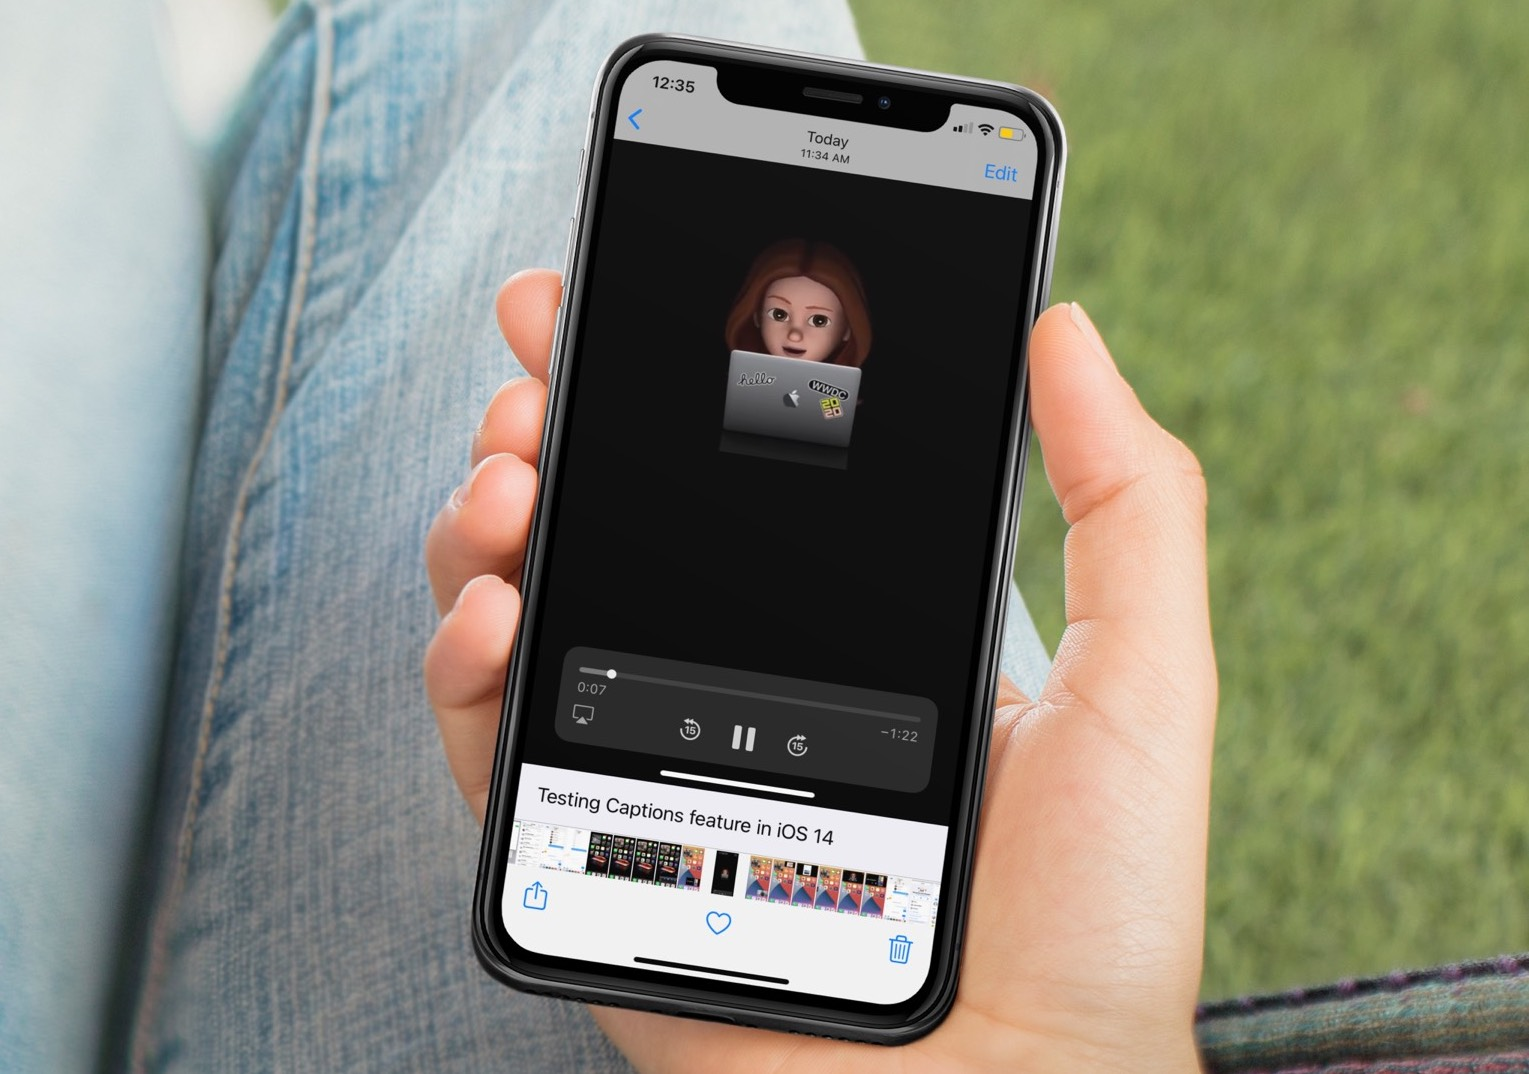 12:35
Today
11:34 AM
Edit
hello
WWDC
20
20
0:07
−1:22
15
15
Testing Captions feature in iOS 14